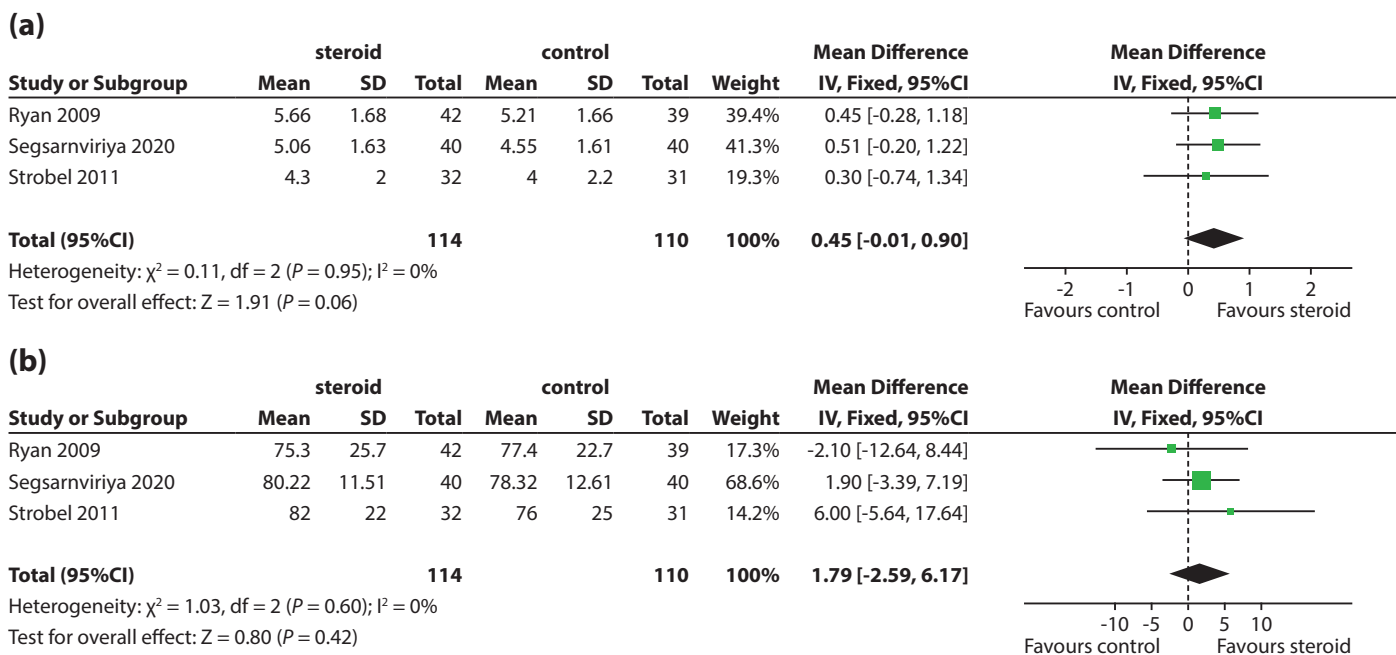 (a)
steroid control Mean Difference Mean Difference
Study or Subgroup Mean SD Total Mean SD Total Weight IV, Fixed, 95%CI IV, Fixed, 95%CI
Ryan 2009 5.66 1.68 42 5.21 1.66 39 39.4% 0.45 [-0.28, 1.18]
Segsarnviriya 2020 5.06 1.63 40 4.55 1.61 40 41.3% 0.51 [-0.20, 1.22]
Strobel 2011 4.3 2 32 4 2.2 31 19.3% 0.30 [-0.74, 1.34]
Total (95%CI) 114 110 100% 0.45 [-0.01, 0.90]
Heterogeneity: χ² = 0.11, df = 2 (P = 0.95); I² = 0%
Test for overall effect: Z = 1.91 (P = 0.06)
-2 -1 0 1 2
Favours control Favours steroid
(b)
steroid control Mean Difference Mean Difference
Study or Subgroup Mean SD Total Mean SD Total Weight IV, Fixed, 95%CI IV, Fixed, 95%CI
Ryan 2009 75.3 25.7 42 77.4 22.7 39 17.3% -2.10 [-12.64, 8.44]
Segsarnviriya 2020 80.22 11.51 40 78.32 12.61 40 68.6% 1.90 [-3.39, 7.19]
Strobel 2011 82 22 32 76 25 31 14.2% 6.00 [-5.64, 17.64]
Total (95%CI) 114 110 100% 1.79 [-2.59, 6.17]
Heterogeneity: χ² = 1.03, df = 2 (P = 0.60); I² = 0%
Test for overall effect: Z = 0.80 (P = 0.42)
-10 -5 0 5 10
Favours control Favours steroid